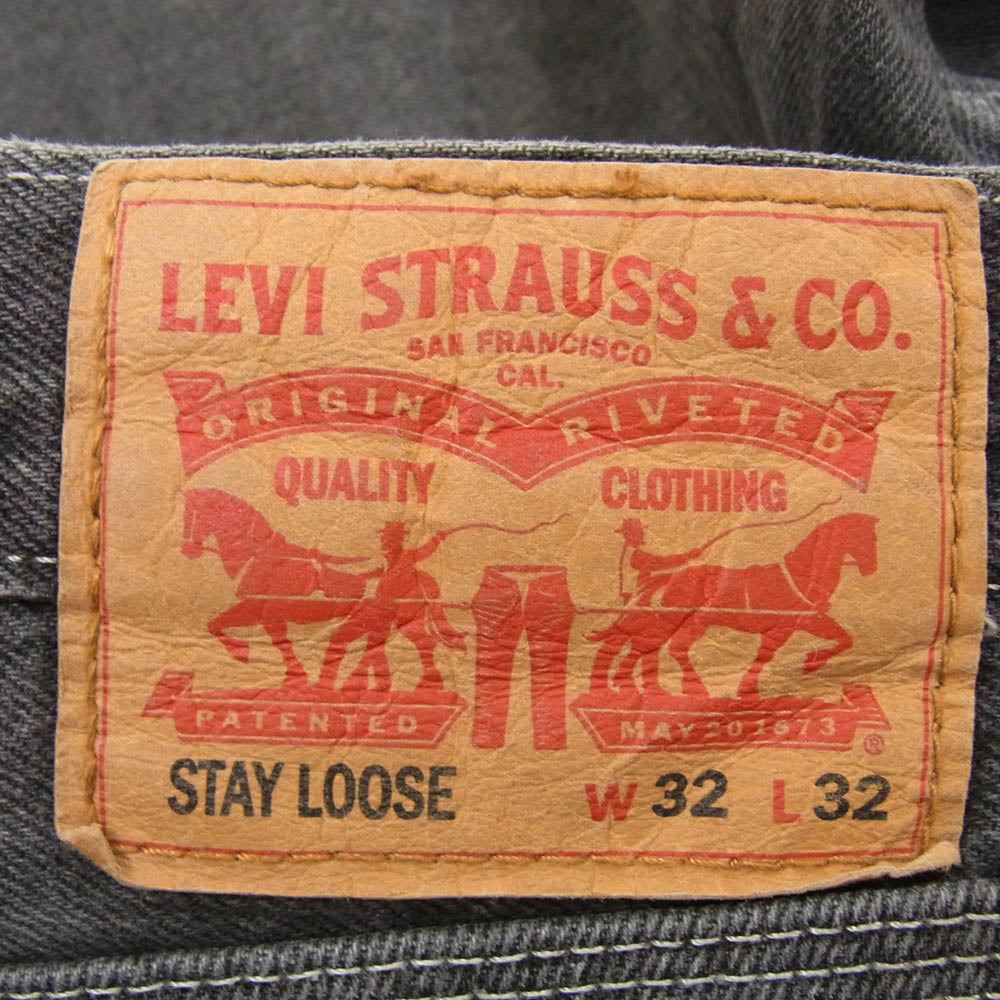 LEVI STRAUSS & CO.
SAN FRANCISCO
CAL.
ORIGINAL RIVETED
QUALITY CLOTHING
PATENTED MAY 20 1873
®
STAY LOOSE W 32 L 32